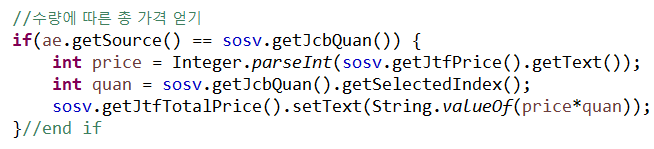 //수량에 따른 총 가격 얻기
if(ae.getSource() == sosv.getJcbQuan()) {
    int price = Integer.parseInt(sosv.getJtfPrice().getText());
    int quan = sosv.getJcbQuan().getSelectedIndex();
    sosv.getJtfTotalPrice().setText(String.valueOf(price*quan));
}//end if